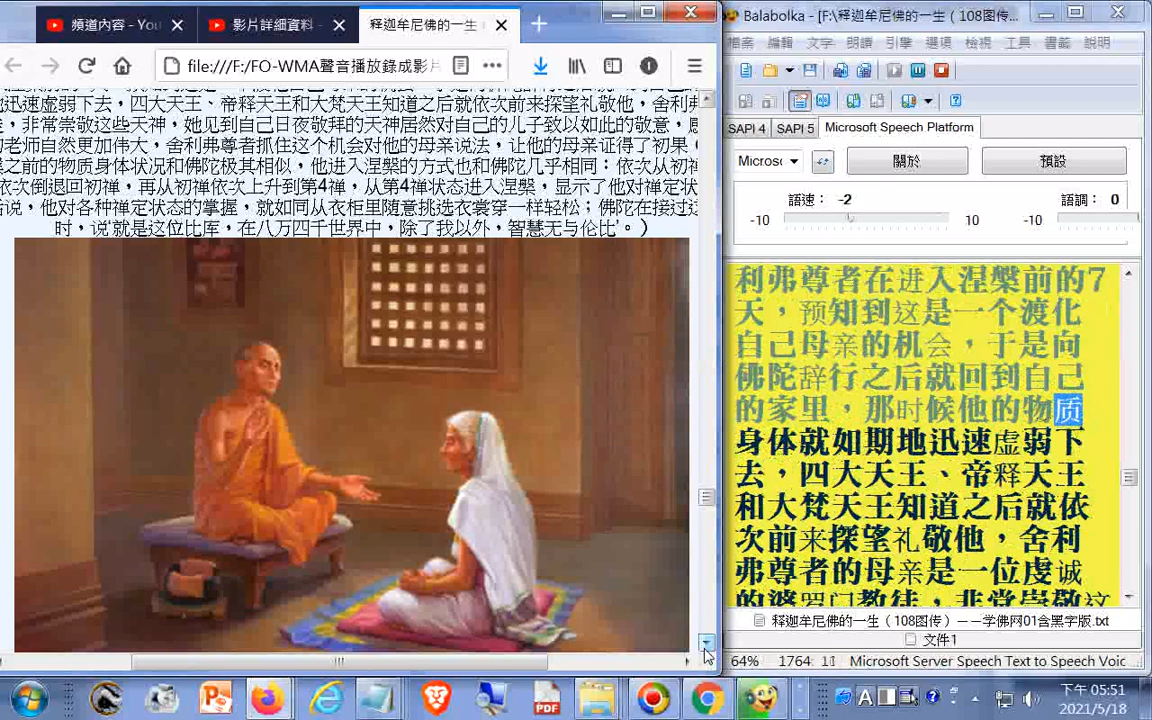 頻道內容 - You
影片詳細資料 -
释迦牟尼佛的一生（
file:///F:/FO-WMA聲音播放錄成影片
迅速虚弱下去，四大天王、帝释天王和大梵天王知道之后就依次前来探望礼敬他，舍利弗
，非常崇敬这些天神，她见到自己日夜敬拜的天神居然对自己的儿子致以如此的敬意，
的老师自然更加伟大，舍利弗尊者抓住这个机会对他的母亲说法，让他的母亲证得了初果（
之前的物质身体状况和佛陀极其相似，他进入涅槃的方式也和佛陀几乎相同：依次从初禅
依次倒退回初禅，再从初禅依次上升到第4禅，从第4禅状态进入涅槃，显示了他对禅定状
说，他对各种禅定状态的掌握，就如同从衣柜里随意挑选衣裳穿一样轻松；佛陀在接过
时，说'就是这位比库，在八万四千世界中，除了我以外，智慧无与伦比'。）
Balabolka - [F:\释迦牟尼佛的一生（108图传）...
檔案 編輯 文字 朗讀 引擎 選項 檢視 工具 書籤 說明
SAPI 4 SAPI 5 Microsoft Speech Platform
Micros 關於 預設
語速： -2 語調： 0
-10 10 -10
利弗尊者在进入涅槃前的7
天，预知到这是一个渡化
自己母亲的机会，于是向
佛陀辞行之后就回到自己
的家里，那时候他的物质
身体就如期地迅速虚弱下
去，四大天王、帝释天王
和大梵天王知道之后就依
次前来探望礼敬他，舍利
弗尊者的母亲是一位虔诚
的婆罗门教徒，非常崇敬这
释迦牟尼佛的一生（108图传）——学佛网01含黑字版.txt
文件1
64% 1764: 11 Microsoft Server Speech Text to Speech Voic
下午 05:51
2021/5/18